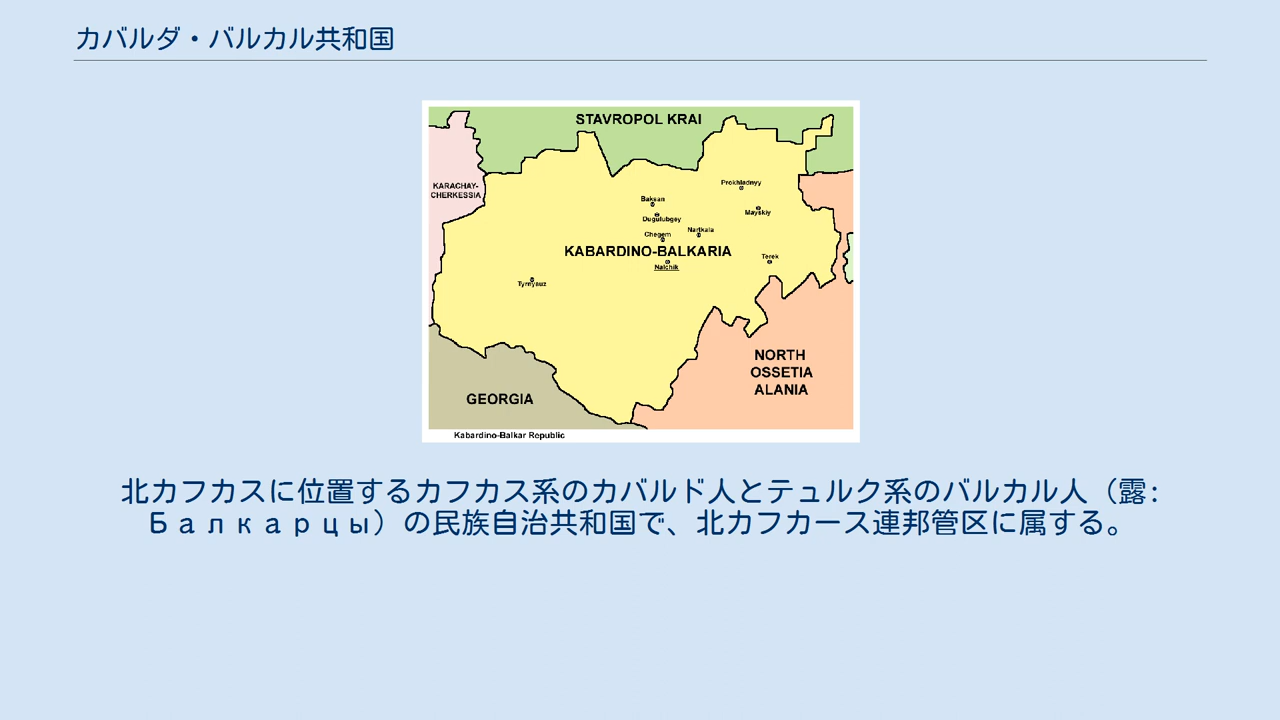 カバルダ・バルカル共和国
STAVROPOL KRAI
KARACHAY-
CHERKESSIA
Prokhladnyy
Baksan
Mayskiy
Dugulubgey
Nartkala
Chegem
KABARDINO-BALKARIA
Terek
Nalchik
Tyrnyauz
NORTH
OSSETIA
ALANIA
GEORGIA
Kabardino-Balkar Republic
北カフカスに位置するカフカス系のカバルド人とテュルク系のバルカル人（露:
Балкарцы）の民族自治共和国で、北カフカース連邦管区に属する。